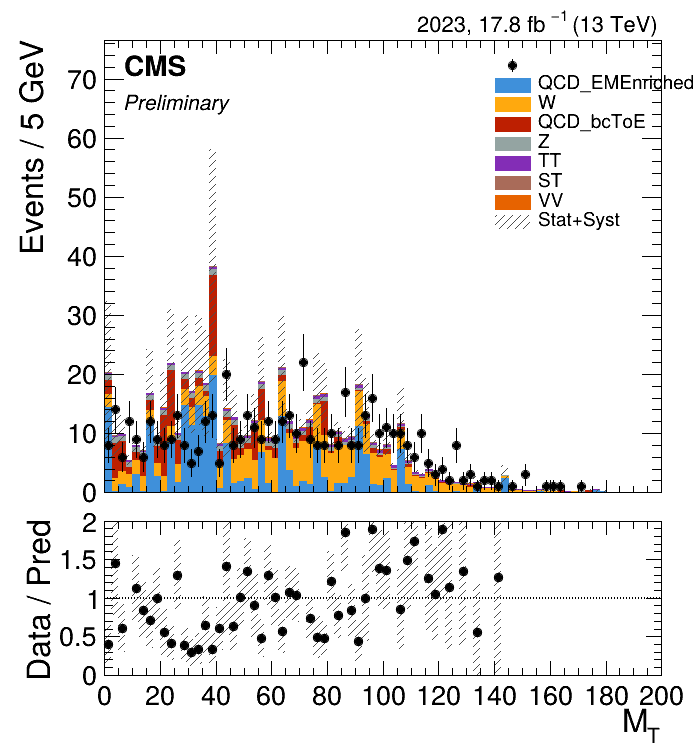 2023, 17.8 fb⁻¹ (13 TeV)
CMS
Preliminary
QCD_EMEnriched
W
QCD_bcToE
Z
TT
ST
VV
Stat+Syst
Events / 5 GeV
70
60
50
40
30
20
10
0
Data / Pred
2
1.5
1
0.5
0
0 20 40 60 80 100 120 140 160 180 200
M_T